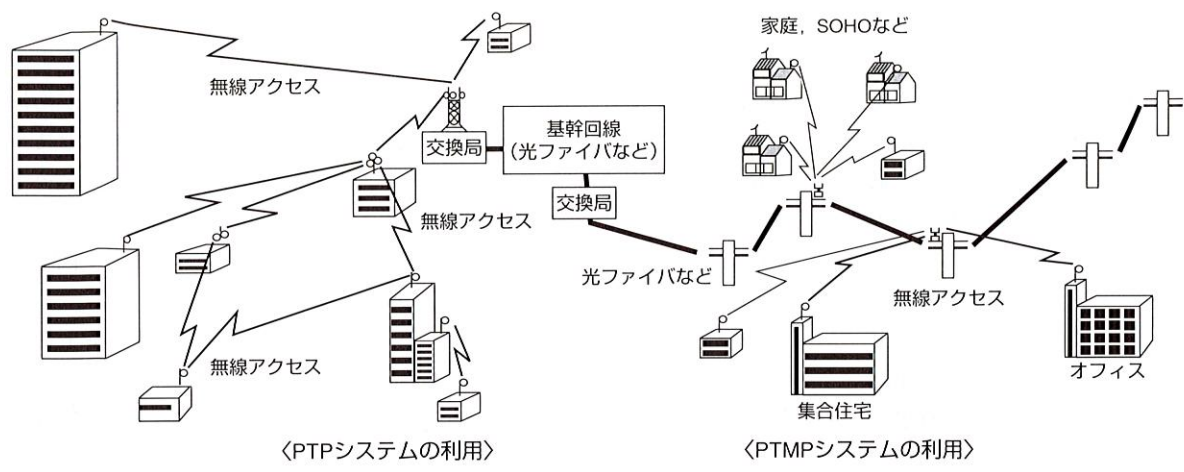 家庭，SOHOなど
無線アクセス
基幹回線
（光ファイバなど）
交換局
無線アクセス
交換局
光ファイバなど
無線アクセス
無線アクセス
オフィス
集合住宅
〈PTPシステムの利用〉
〈PTMPシステムの利用〉